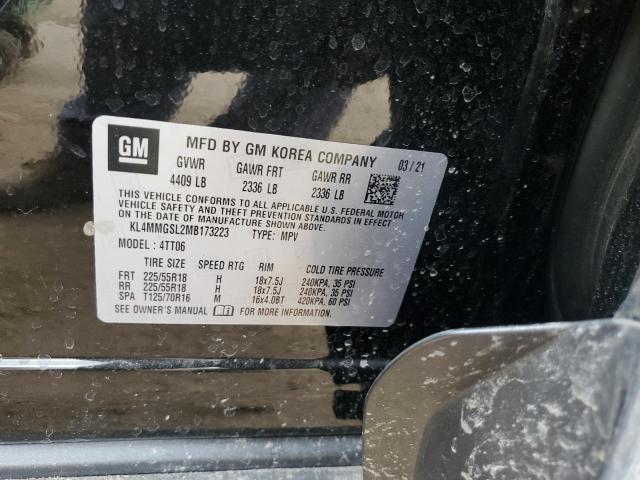 GM MFD BY GM KOREA COMPANY 03/21
GVWR GAWR FRT GAWR RR
4409 LB 2336 LB 2336 LB
THIS VEHICLE CONFORMS TO ALL APPLICABLE U.S. FEDERAL MOTOR
VEHICLE SAFETY AND THEFT PREVENTION STANDARDS IN EFFECT ON
THE DATE OF MANUFACTURE SHOWN ABOVE.
KL4MMGSL2MB173223 TYPE: MPV
MODEL: 4TT06
TIRE SIZE SPEED RTG RIM COLD TIRE PRESSURE
FRT 225/55R18 H 18x7.5J 240KPA, 35 PSI
RR 225/55R18 H 18x7.5J 240KPA, 35 PSI
SPA T125/70R16 M 16x4.0BT 420KPA, 60 PSI
SEE OWNER'S MANUAL FOR MORE INFORMATION.